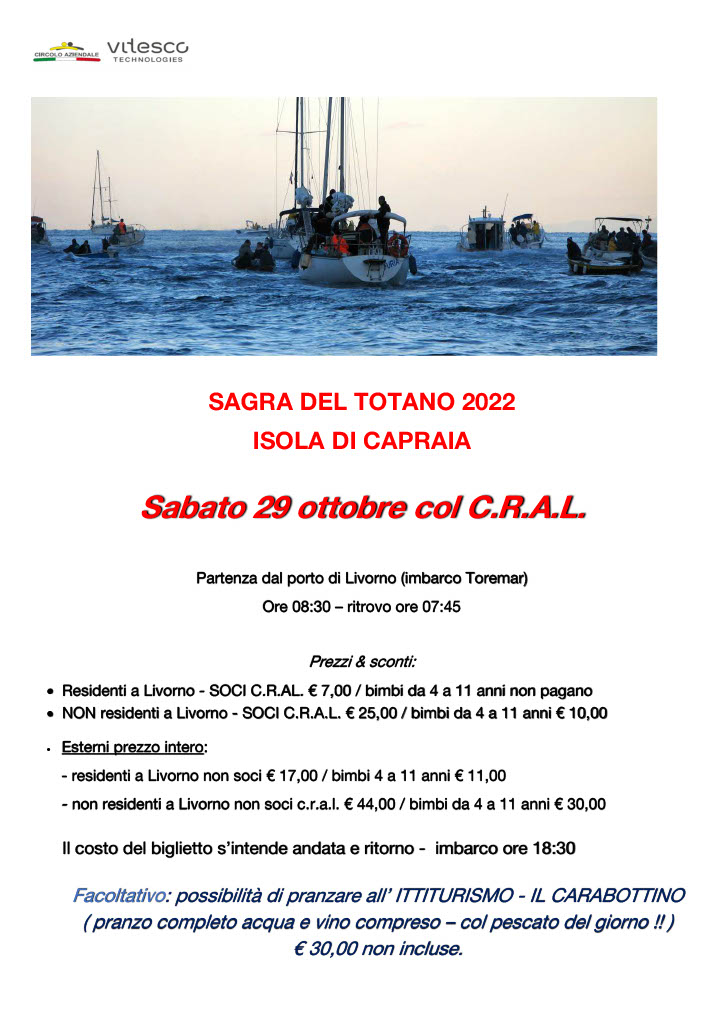 CIRCOLO AZIENDALE
vitesco
TECHNOLOGIES
SAGRA DEL TOTANO 2022
ISOLA DI CAPRAIA
Sabato 29 ottobre col C.R.A.L.
Partenza dal porto di Livorno (imbarco Toremar)
Ore 08:30 – ritrovo ore 07:45
Prezzi & sconti:
• Residenti a Livorno - SOCI C.R.AL. € 7,00 / bimbi da 4 a 11 anni non pagano
• NON residenti a Livorno - SOCI C.R.A.L. € 25,00 / bimbi da 4 a 11 anni € 10,00
• Esterni prezzo intero:
- residenti a Livorno non soci € 17,00 / bimbi 4 a 11 anni € 11,00
- non residenti a Livorno non soci c.r.a.l. € 44,00 / bimbi da 4 a 11 anni € 30,00
Il costo del biglietto s’intende andata e ritorno - imbarco ore 18:30
Facoltativo: possibilità di pranzare all’ ITTITURISMO - IL CARABOTTINO
( pranzo completo acqua e vino compreso – col pescato del giorno !! )
€ 30,00 non incluse.